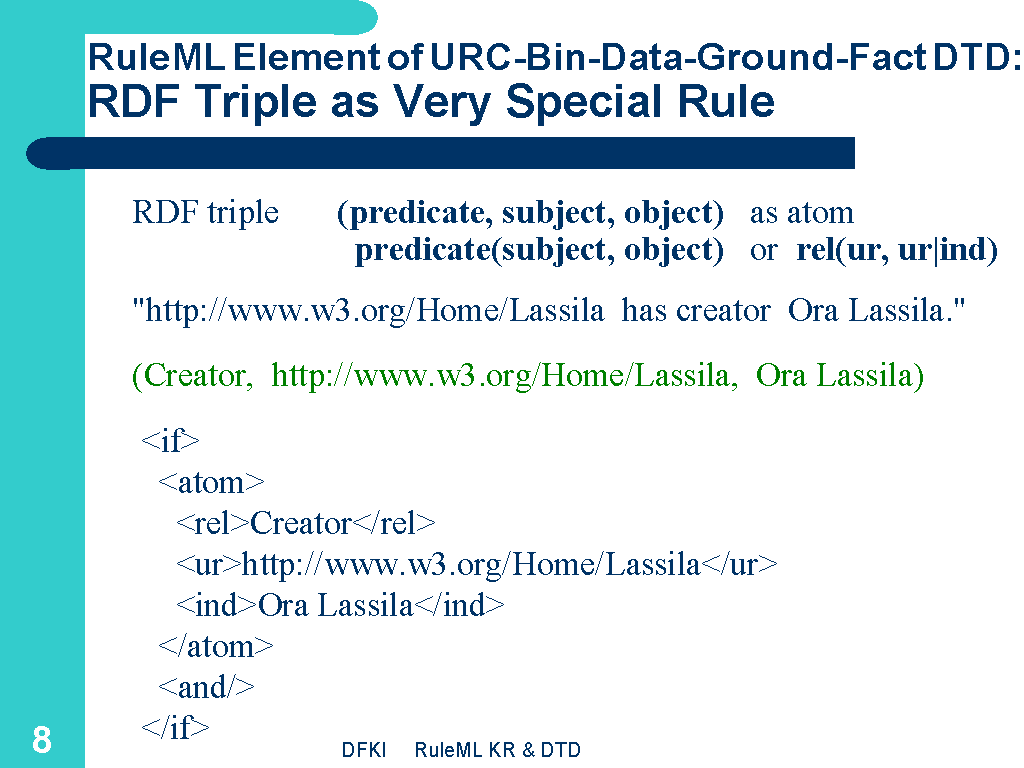 RuleML Element of URC-Bin-Data-Ground-Fact DTD:
RDF Triple as Very Special Rule
RDF triple (predicate, subject, object) as atom
predicate(subject, object) or rel(ur, ur|ind)
"http://www.w3.org/Home/Lassila has creator Ora Lassila."
(Creator, http://www.w3.org/Home/Lassila, Ora Lassila)
<if>
<atom>
<rel>Creator</rel>
<ur>http://www.w3.org/Home/Lassila</ur>
<ind>Ora Lassila</ind>
</atom>
<and/>
</if>
8
DFKI RuleML KR & DTD